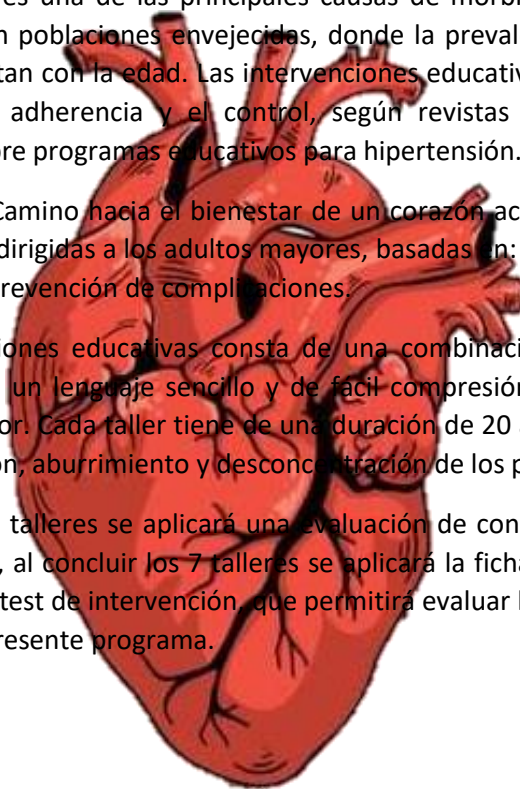 es una de las principales causas de morb
n poblaciones envejecidas, donde la preval
tan con la edad. Las intervenciones educativ
adherencia y el control, según revistas
re programas educativos para hipertensión.
Camino hacia el bienestar de un corazón ac
dirigidas a los adultos mayores, basadas en:
revención de complicaciones.
iones educativas consta de una combinaci
un lenguaje sencillo y de fácil compresión
or. Cada taller tiene de una duración de 20
ón, aburrimiento y desconcentración de los p
talleres se aplicará una evaluación de con
, al concluir los 7 talleres se aplicará la ficha
test de intervención, que permitirá evaluar l
resente programa.